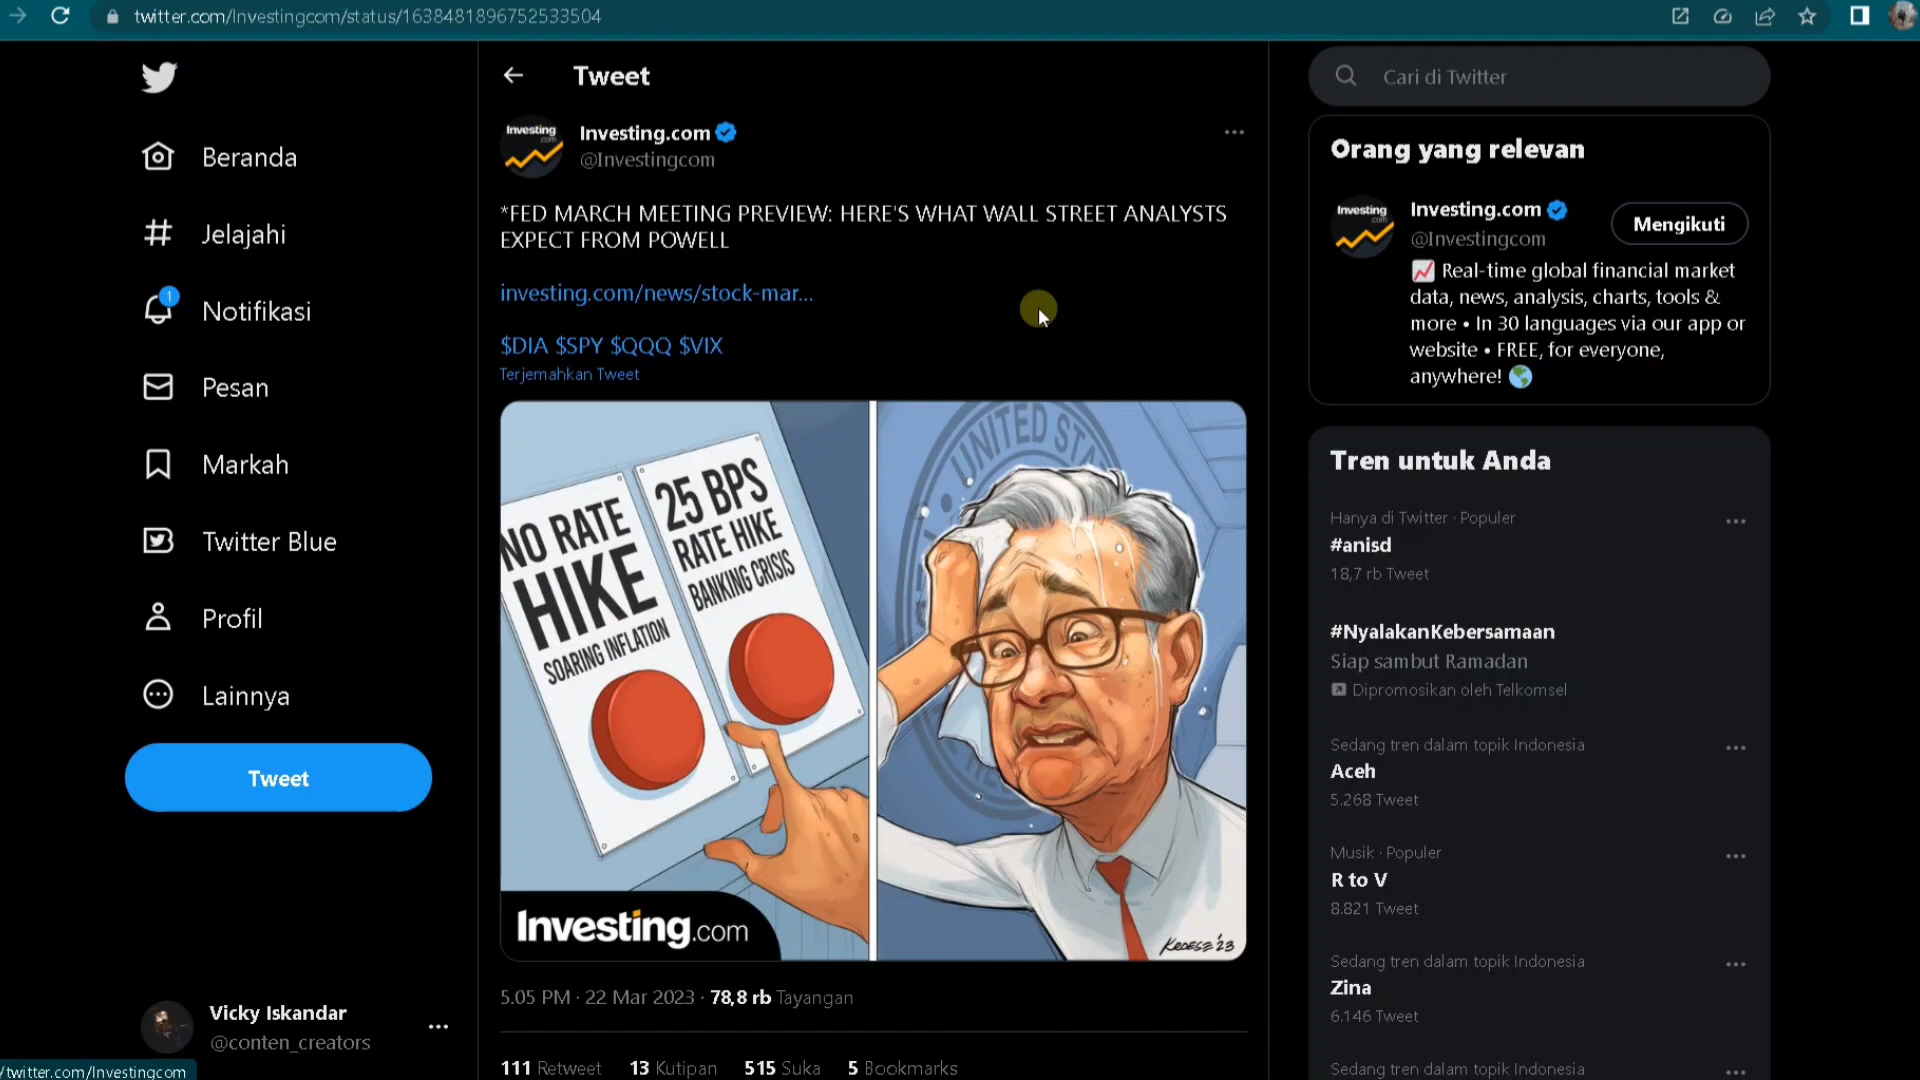 twitter.com/Investingcom/status/1638481896752533504
Beranda
Jelajahi
1
Notifikasi
Pesan
Markah
Twitter Blue
Profil
Lainnya
Tweet
Vicky Iskandar
@conten_creators
/twitter.com/Investingcom
Tweet
Investing.com
Investing.com
@Investingcom
*FED MARCH MEETING PREVIEW: HERE'S WHAT WALL STREET ANALYSTS
EXPECT FROM POWELL
investing.com/news/stock-mar...
$DIA $SPY $QQQ $VIX
Terjemahkan Tweet
NO RATE
HIKE
SOARING INFLATION
25 BPS
RATE HIKE
BANKING CRISIS
UNITED STA
Investing.com
KROESE '23
5.05 PM · 22 Mar 2023 · 78,8 rb Tayangan
111 Retweet 13 Kutipan 515 Suka 5 Bookmarks
Cari di Twitter
Orang yang relevan
Investing.com
Investing.com
@Investingcom
Mengikuti
Real-time global financial market
data, news, analysis, charts, tools &
more • In 30 languages via our app or
website • FREE, for everyone,
anywhere!
Tren untuk Anda
Hanya di Twitter · Populer
#anisd
18,7 rb Tweet
#NyalakanKebersamaan
Siap sambut Ramadan
Dipromosikan oleh Telkomsel
Sedang tren dalam topik Indonesia
Aceh
5.268 Tweet
Musik · Populer
R to V
8.821 Tweet
Sedang tren dalam topik Indonesia
Zina
6.146 Tweet
Sedang tren dalam topik Indonesia